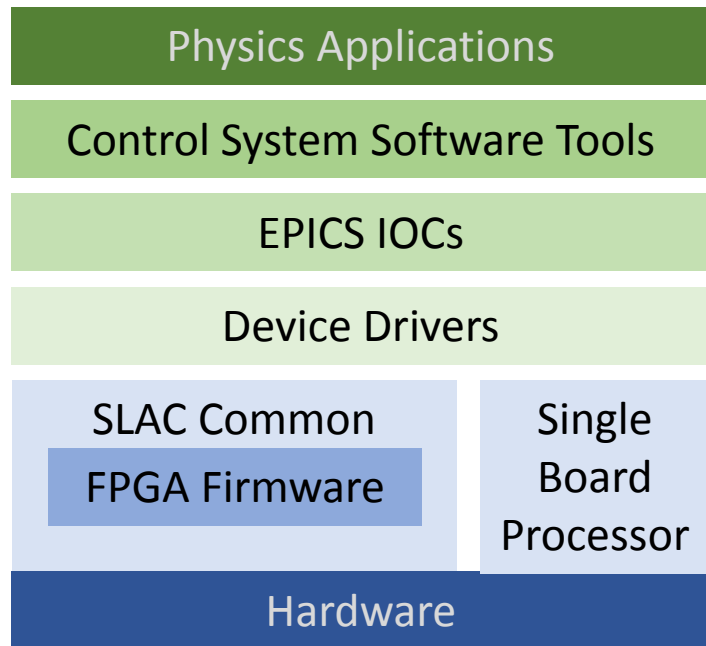 Physics Applications
Control System Software Tools
EPICS IOCs
Device Drivers
SLAC Common
FPGA Firmware
Single
Board
Processor
Hardware